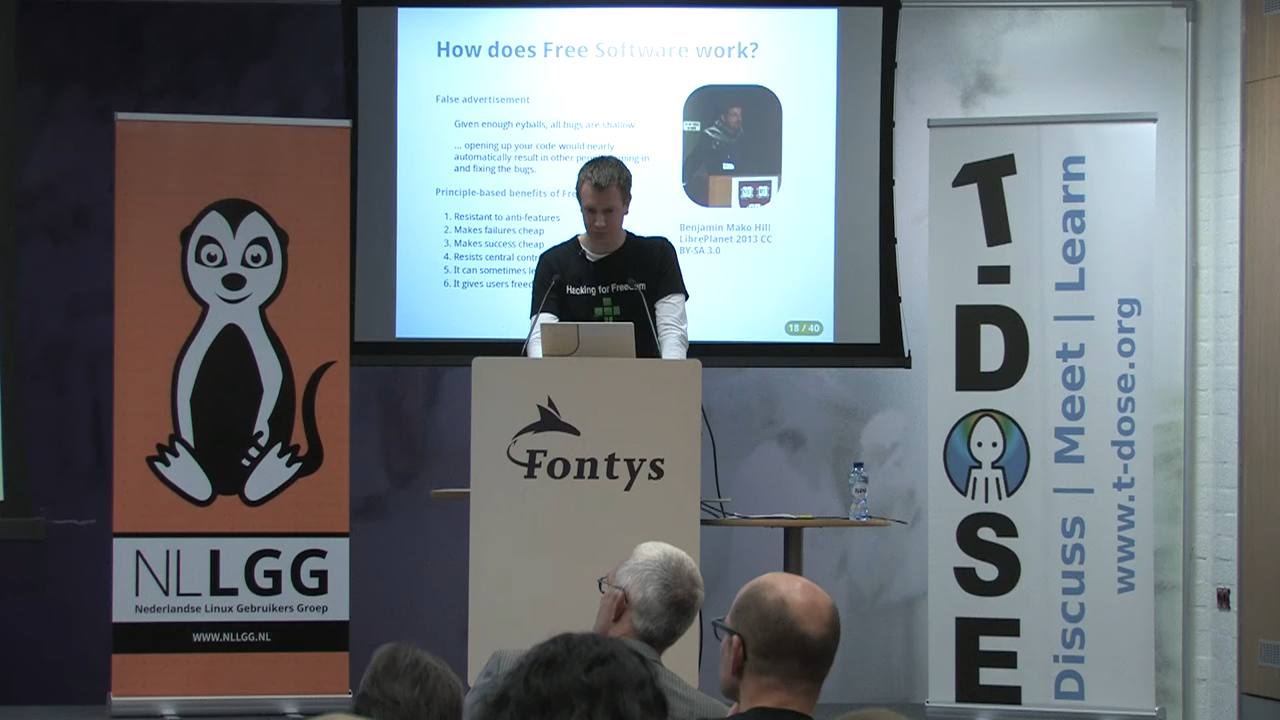 How does Free Software work?
False advertisement
Given enough eyballs, all bugs are shallow
... opening up your code would nearly
automatically result in other
and fixing the bugs.
Principle-based benefits of
1. Resistant to anti-features
2. Makes failures cheap
3. Makes success cheap
4. Resists central
5. It can sometimes
6. It gives users
Benjamin Mako Hill
LibrePlanet 2013 CC
BY-SA 3.0
18 / 40
Hacking for Freedom
Fontys
NLLGG
Nederlandse Linux Gebruikers Groep
WWW.NLLGG.NL
T-DOSE
Discuss | Meet | Learn
www.t-dose.org